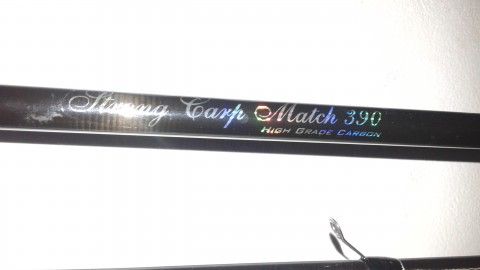 Strong Carp Match 390
HIGH GRADE CARBON